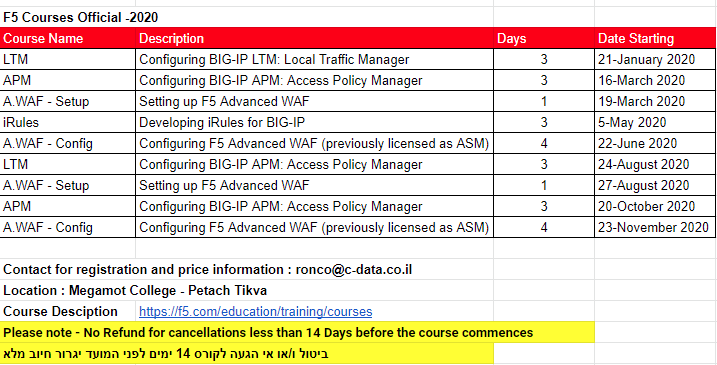 F5 Courses Official -2020
Course Name Description Days Date Starting
LTM Configuring BIG-IP LTM: Local Traffic Manager 3 21-January 2020
APM Configuring BIG-IP APM: Access Policy Manager 3 16-March 2020
A.WAF - Setup Setting up F5 Advanced WAF 1 19-March 2020
iRules Developing iRules for BIG-IP 3 5-May 2020
A.WAF - Config Configuring F5 Advanced WAF (previously licensed as ASM) 4 22-June 2020
LTM Configuring BIG-IP APM: Access Policy Manager 3 24-August 2020
A.WAF - Setup Setting up F5 Advanced WAF 1 27-August 2020
APM Configuring BIG-IP APM: Access Policy Manager 3 20-October 2020
A.WAF - Config Configuring F5 Advanced WAF (previously licensed as ASM) 4 23-November 2020
Contact for registration and price information : ronco@c-data.co.il
Location : Megamot College - Petach Tikva
Course Desciption https://f5.com/education/training/courses
Please note - No Refund for cancellations less than 14 Days before the course commences
ביטול ו/או אי הגעה לקורס 14 ימים לפני המועד יגרור חיוב מלא